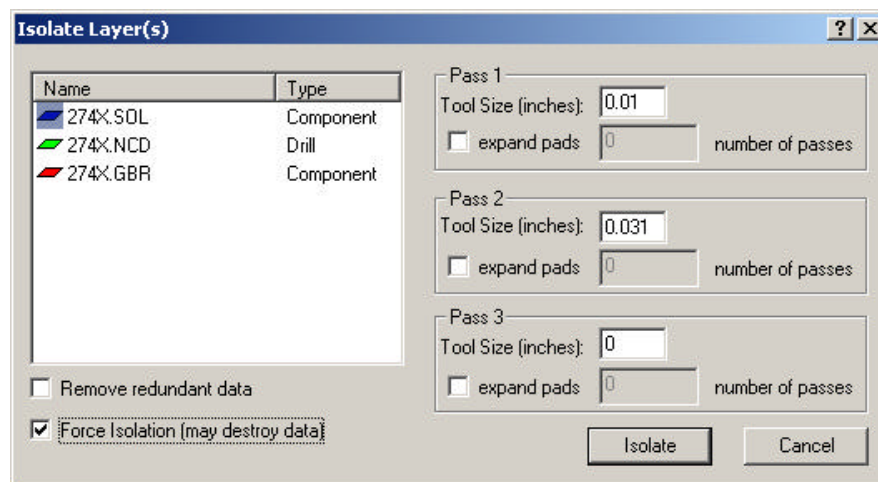 Isolate Layer(s)
Name Type
274X.SOL Component
274X.NCD Drill
274X.GBR Component
Remove redundant data
Force Isolation (may destroy data)
Pass 1
Tool Size (inches): 0.01
expand pads 0 number of passes
Pass 2
Tool Size (inches): 0.031
expand pads 0 number of passes
Pass 3
Tool Size (inches): 0
expand pads 0 number of passes
Isolate Cancel